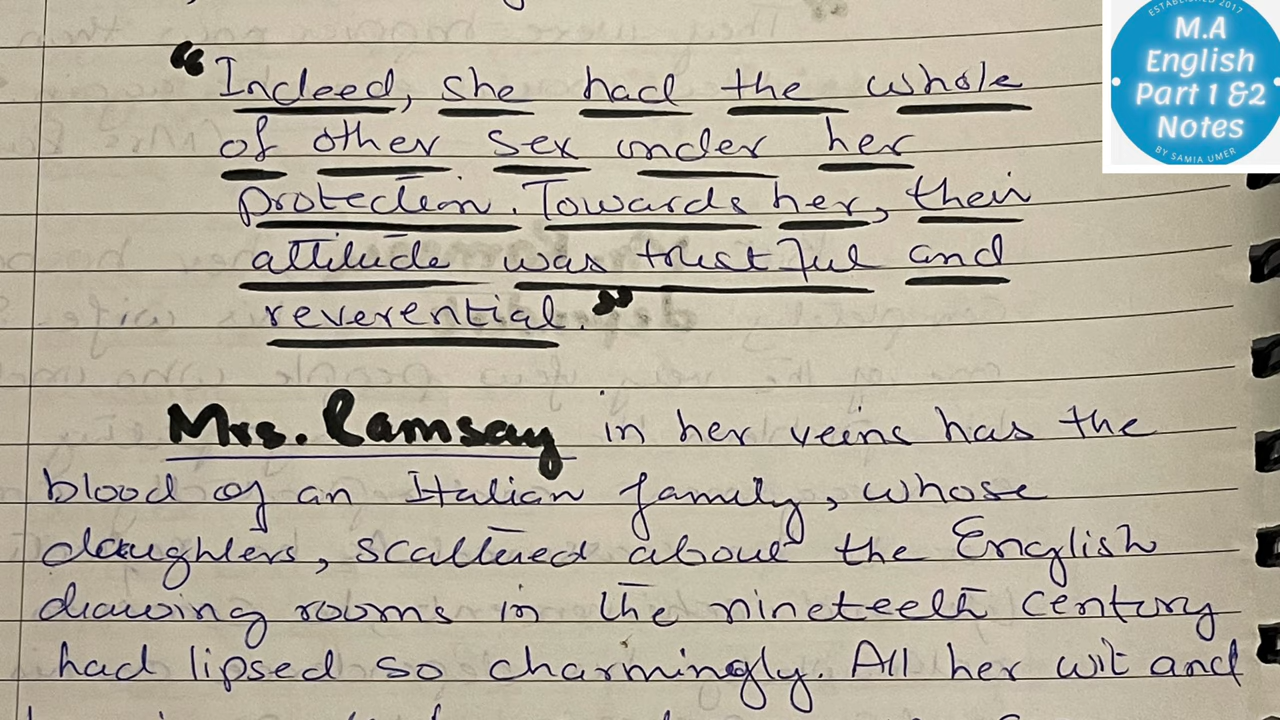 “Indeed, she had the whole
of other sex under her
protection. Towards her, their
attitude was trustful and
reverential.”
Mrs. Ramsay in her veins has the
blood of an Italian family, whose
daughters, scattered about the English
drawing rooms in the nineteeth century
had lipsed so charmingly. All her wit and
ESTABLISHED 2017
M.A
English
Part 1 &2
Notes
BY SAMIA UMER